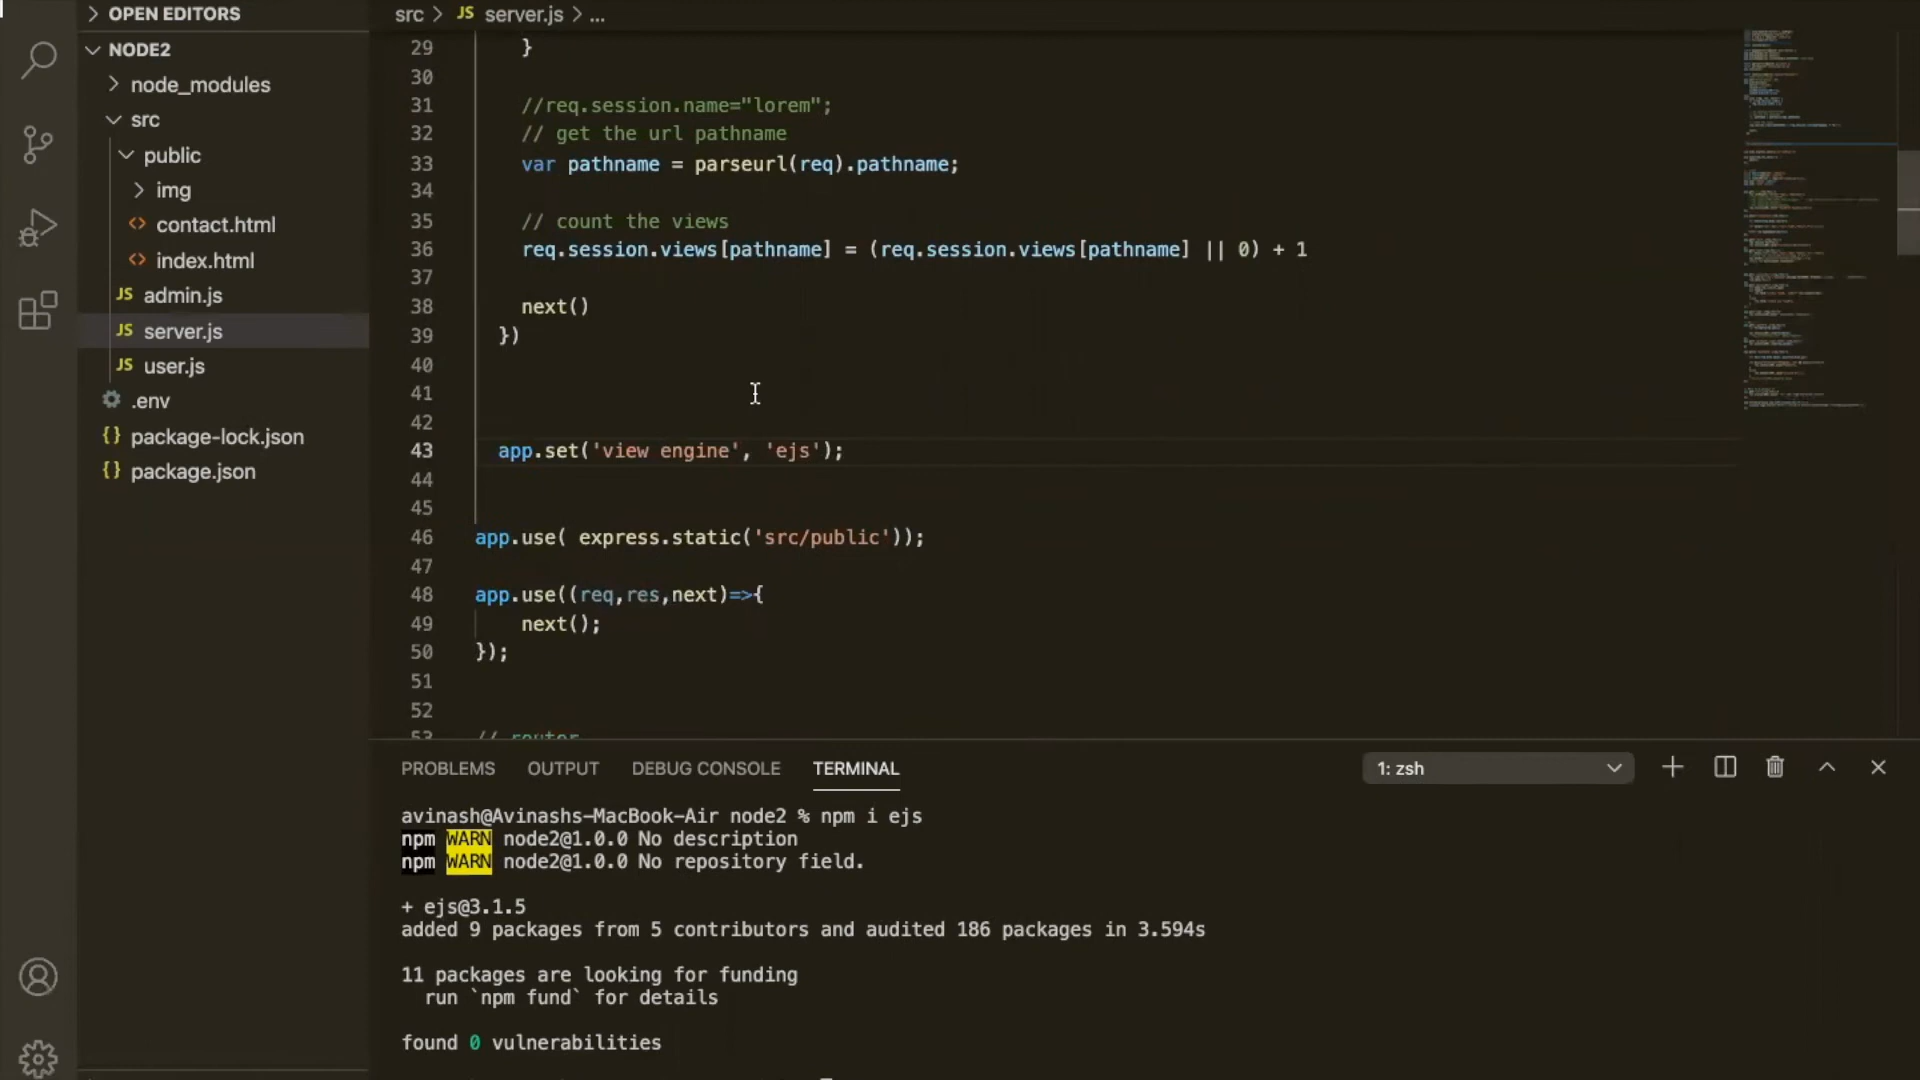 OPEN EDITORS
NODE2
node_modules
src
public
img
contact.html
index.html
JS admin.js
JS server.js
JS user.js
.env
{} package-lock.json
{} package.json
src > JS server.js > ...
29 }
30
31 //req.session.name="lorem";
32 // get the url pathname
33 var pathname = parseurl(req).pathname;
34
35 // count the views
36 req.session.views[pathname] = (req.session.views[pathname] || 0) + 1
37
38 next()
39 })
40
41
42
43 app.set('view engine', 'ejs');
44
45
46 app.use( express.static('src/public'));
47
48 app.use((req,res,next)=>{
49 next();
50 });
51
52
53 // router
PROBLEMS OUTPUT DEBUG CONSOLE TERMINAL 1: zsh
avinash@Avinashs-MacBook-Air node2 % npm i ejs
npm WARN node2@1.0.0 No description
npm WARN node2@1.0.0 No repository field.
+ ejs@3.1.5
added 9 packages from 5 contributors and audited 186 packages in 3.594s
11 packages are looking for funding
run `npm fund` for details
found 0 vulnerabilities